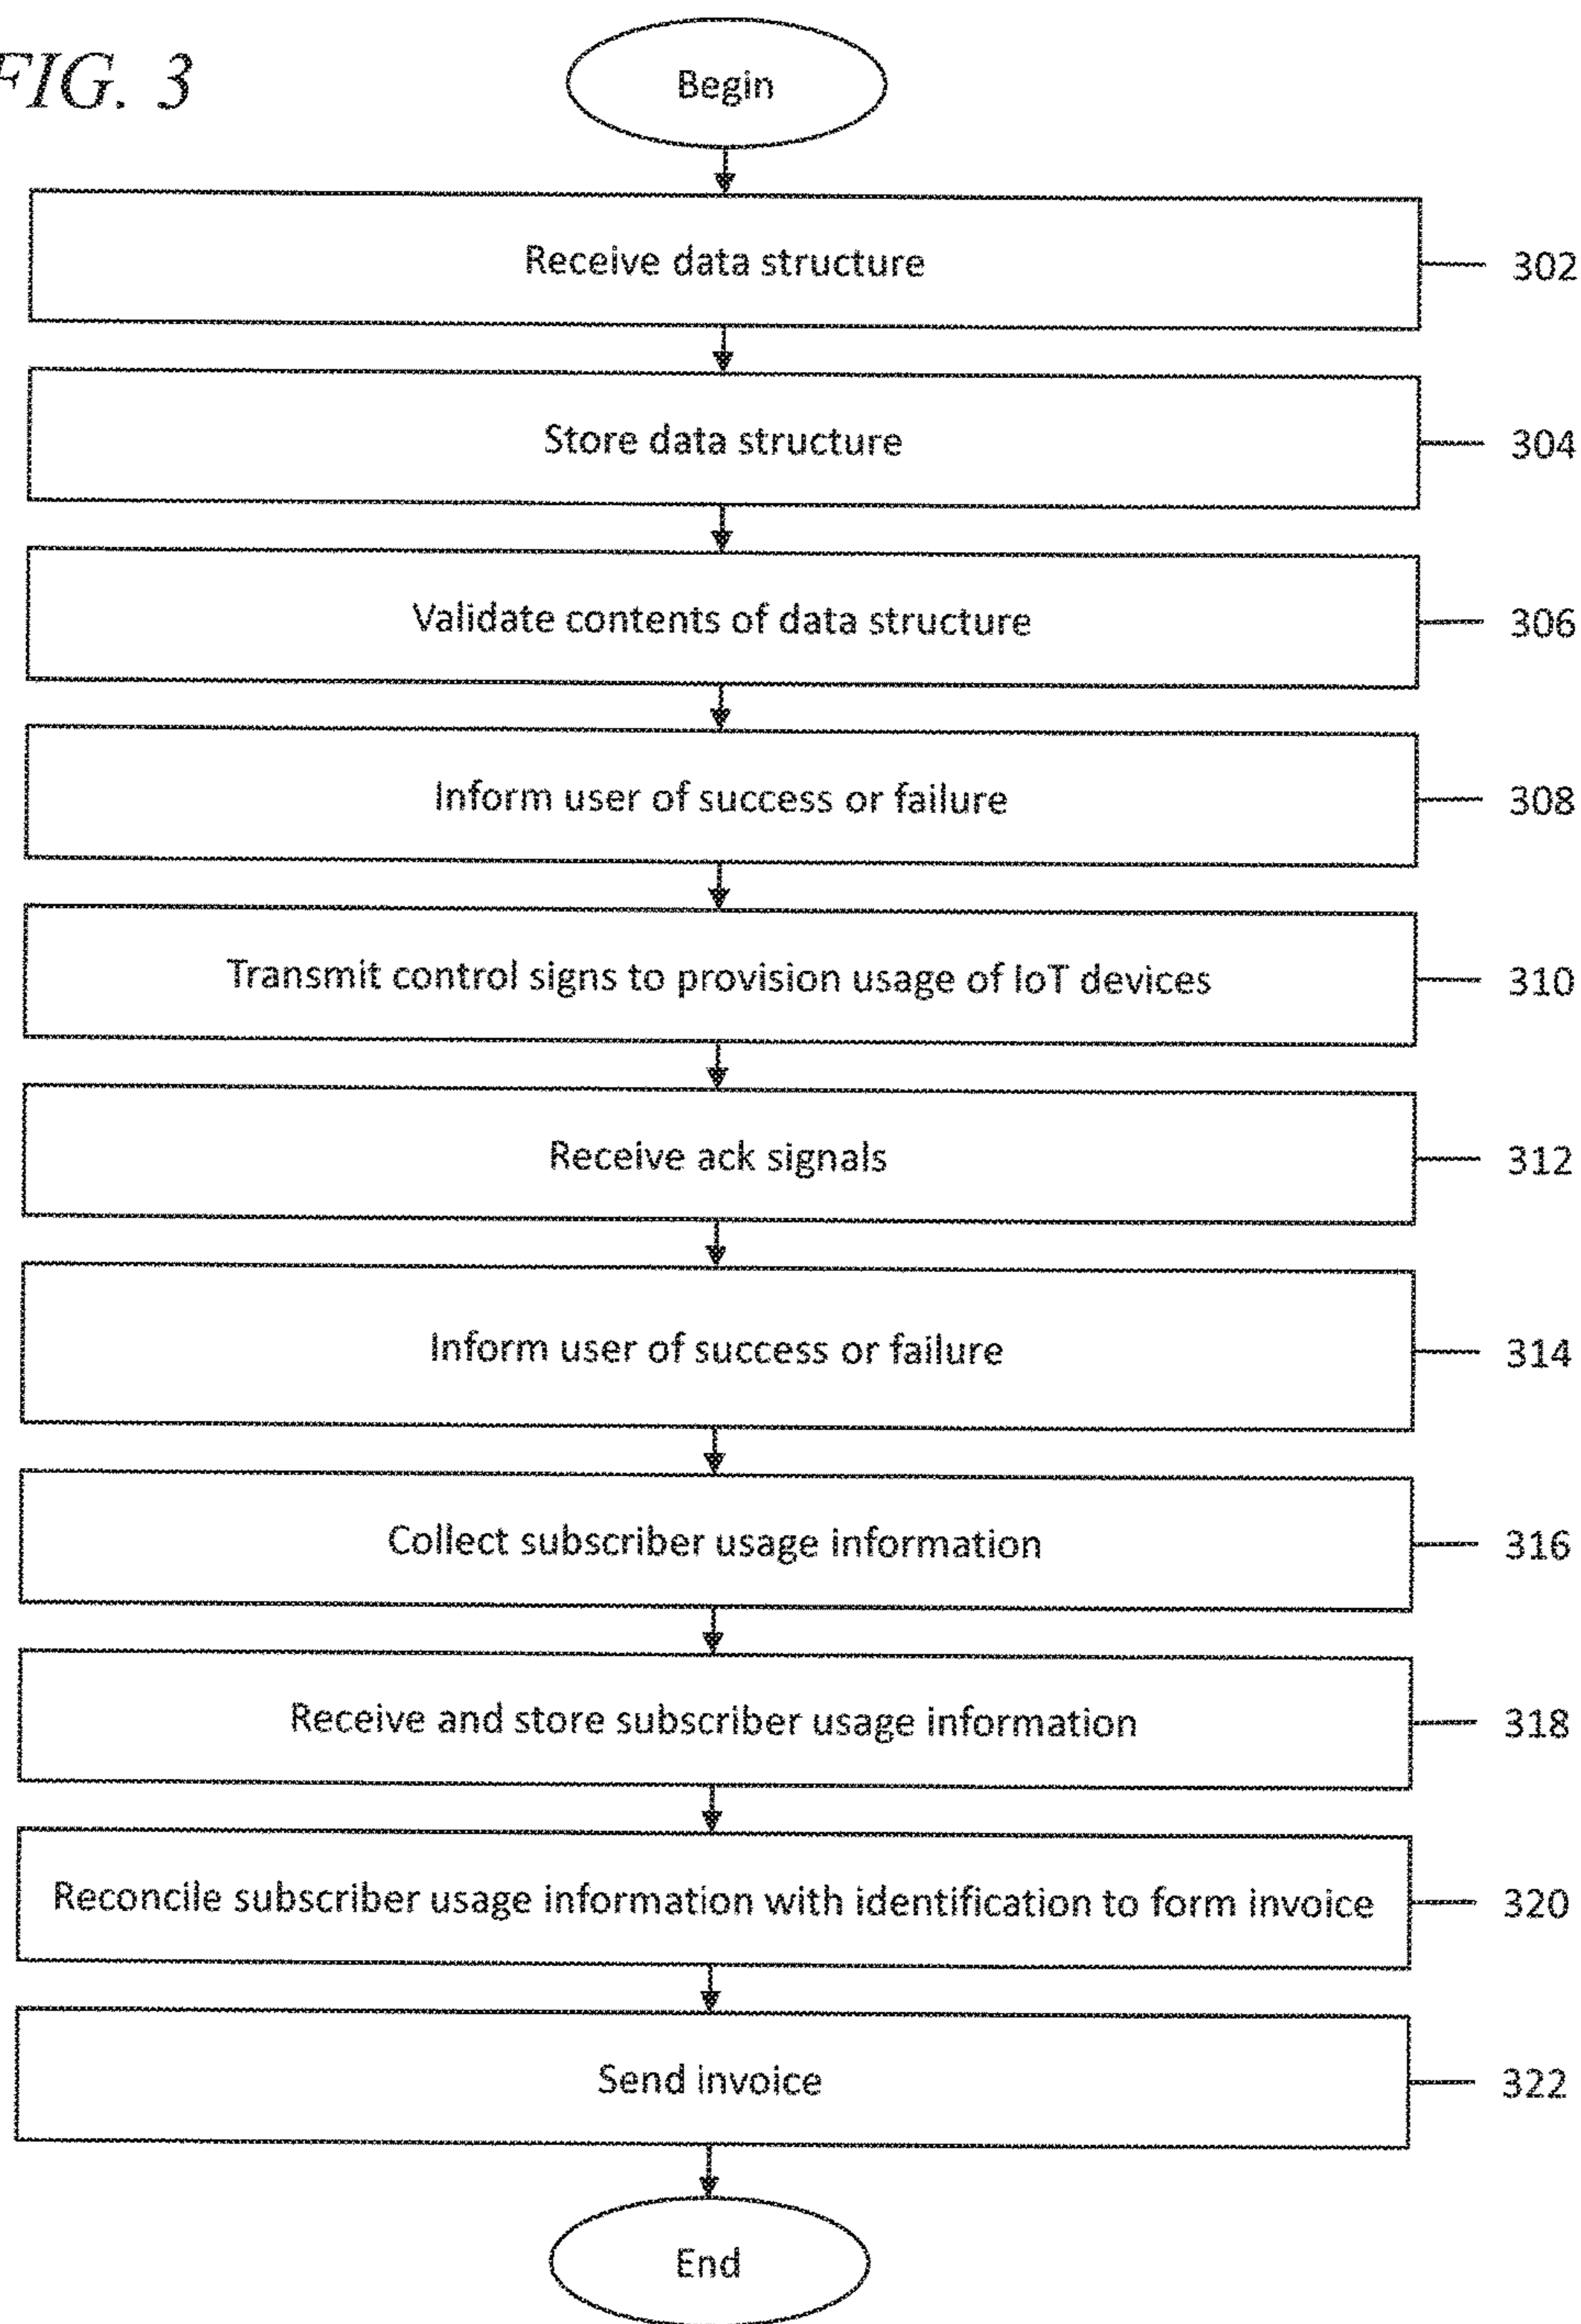 FIG. 3
Begin
Receive data structure
302
Store data structure
304
Validate contents of data structure
306
Inform user of success or failure
308
Transmit control signs to provision usage of IoT devices
310
Receive ack signals
312
Inform user of success or failure
314
Collect subscriber usage information
316
Receive and store subscriber usage information
318
Reconcile subscriber usage information with identification to form invoice
320
Send invoice
322
End